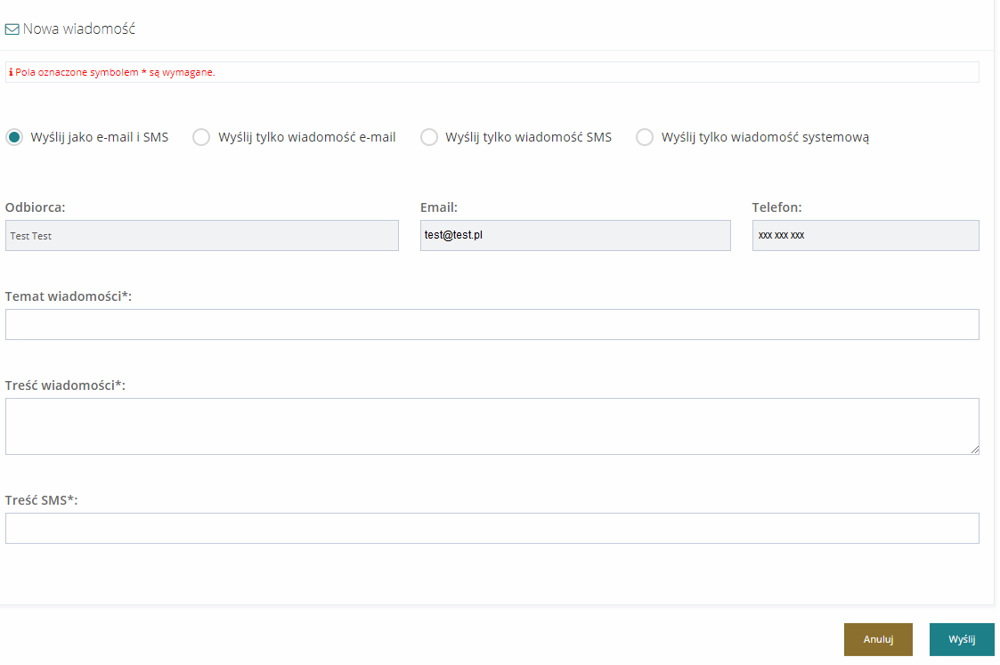 Nowa wiadomość
Pola oznaczone symbolem * są wymagane.
Wyślij jako e-mail i SMS Wyślij tylko wiadomość e-mail Wyślij tylko wiadomość SMS Wyślij tylko wiadomość systemową
Odbiorca: Email: Telefon:
Test Test test@test.pl xxx xxx xxx
Temat wiadomości*:
Treść wiadomości*:
Treść SMS*:
Anuluj Wyślij